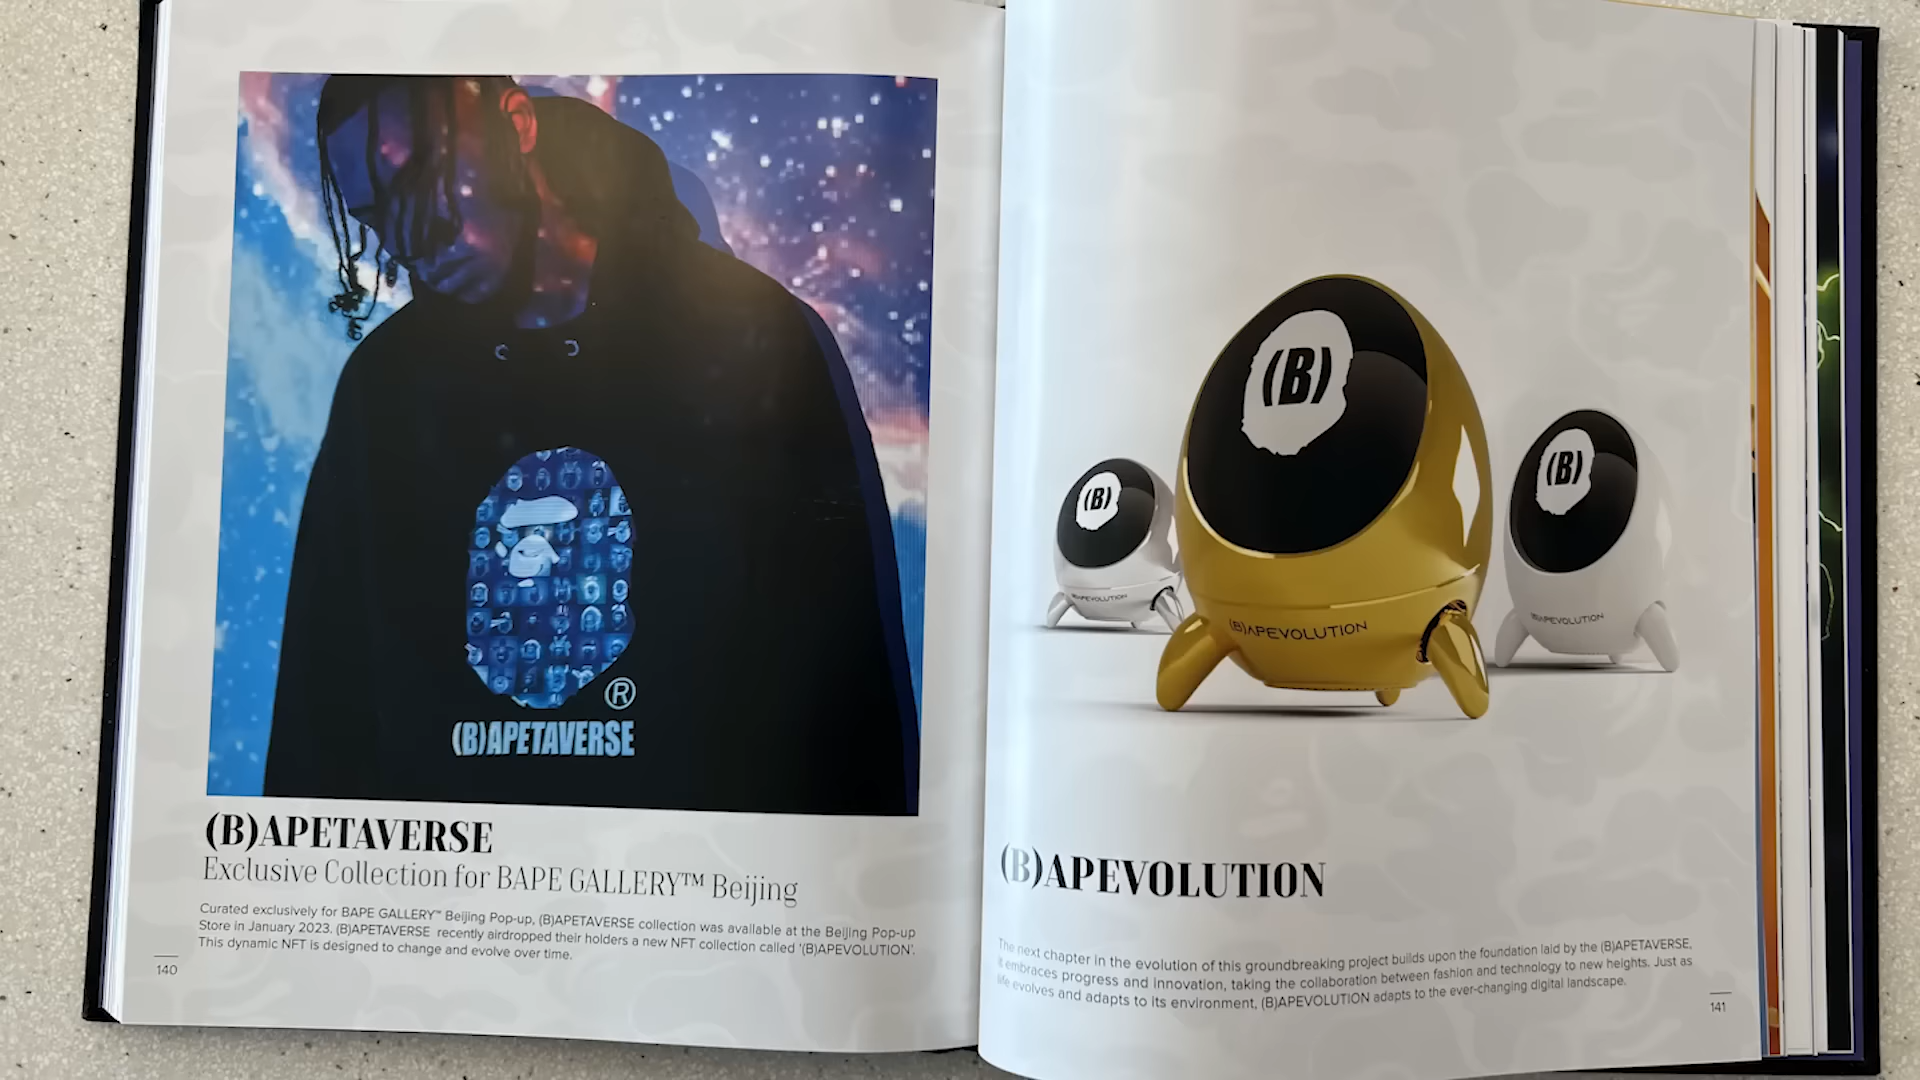 ®
(B)APETAVERSE
(B)APETAVERSE
Exclusive Collection for BAPE GALLERY™ Beijing
Curated exclusively for BAPE GALLERY™ Beijing Pop-up, (B)APETAVERSE collection was available at the Beijing Pop-up
Store in January 2023. (B)APETAVERSE recently airdropped their holders a new NFT collection called '(B)APEVOLUTION'.
This dynamic NFT is designed to change and evolve over time.
140
(B)
(B)
(B)
(B)APEVOLUTION
(B)APEVOLUTION
(B)APEVOLUTION
(B)APEVOLUTION
The next chapter in the evolution of this groundbreaking project builds upon the foundation laid by the (B)APETAVERSE,
it embraces progress and innovation, taking the collaboration between fashion and technology to new heights. Just as
life evolves and adapts to its environment, (B)APEVOLUTION adapts to the ever-changing digital landscape.
141